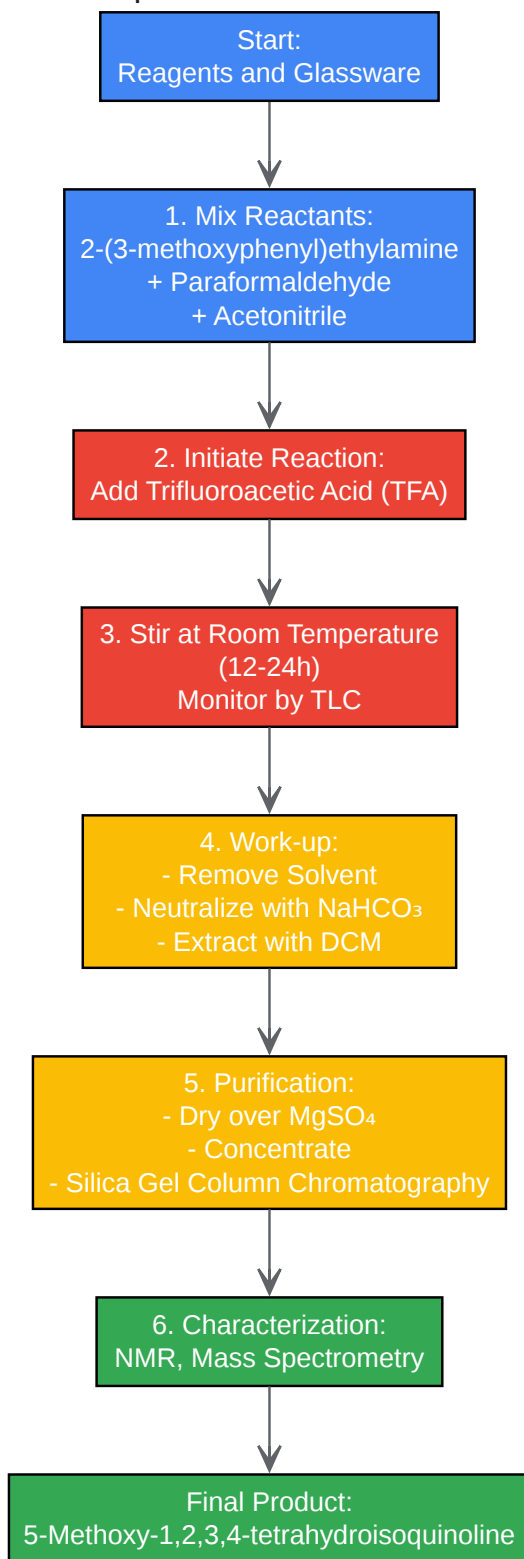 Start:
Reagents and Glassware
1. Mix Reactants:
2-(3-methoxyphenyl)ethylamine
+ Paraformaldehyde
+ Acetonitrile
2. Initiate Reaction:
Add Trifluoroacetic Acid (TFA)
3. Stir at Room Temperature
(12-24h)
Monitor by TLC
4. Work-up:
- Remove Solvent
- Neutralize with NaHCO₃
- Extract with DCM
5. Purification:
- Dry over MgSO₄
- Concentrate
- Silica Gel Column Chromatography
6. Characterization:
NMR, Mass Spectrometry
Final Product:
5-Methoxy-1,2,3,4-tetrahydroisoquinoline